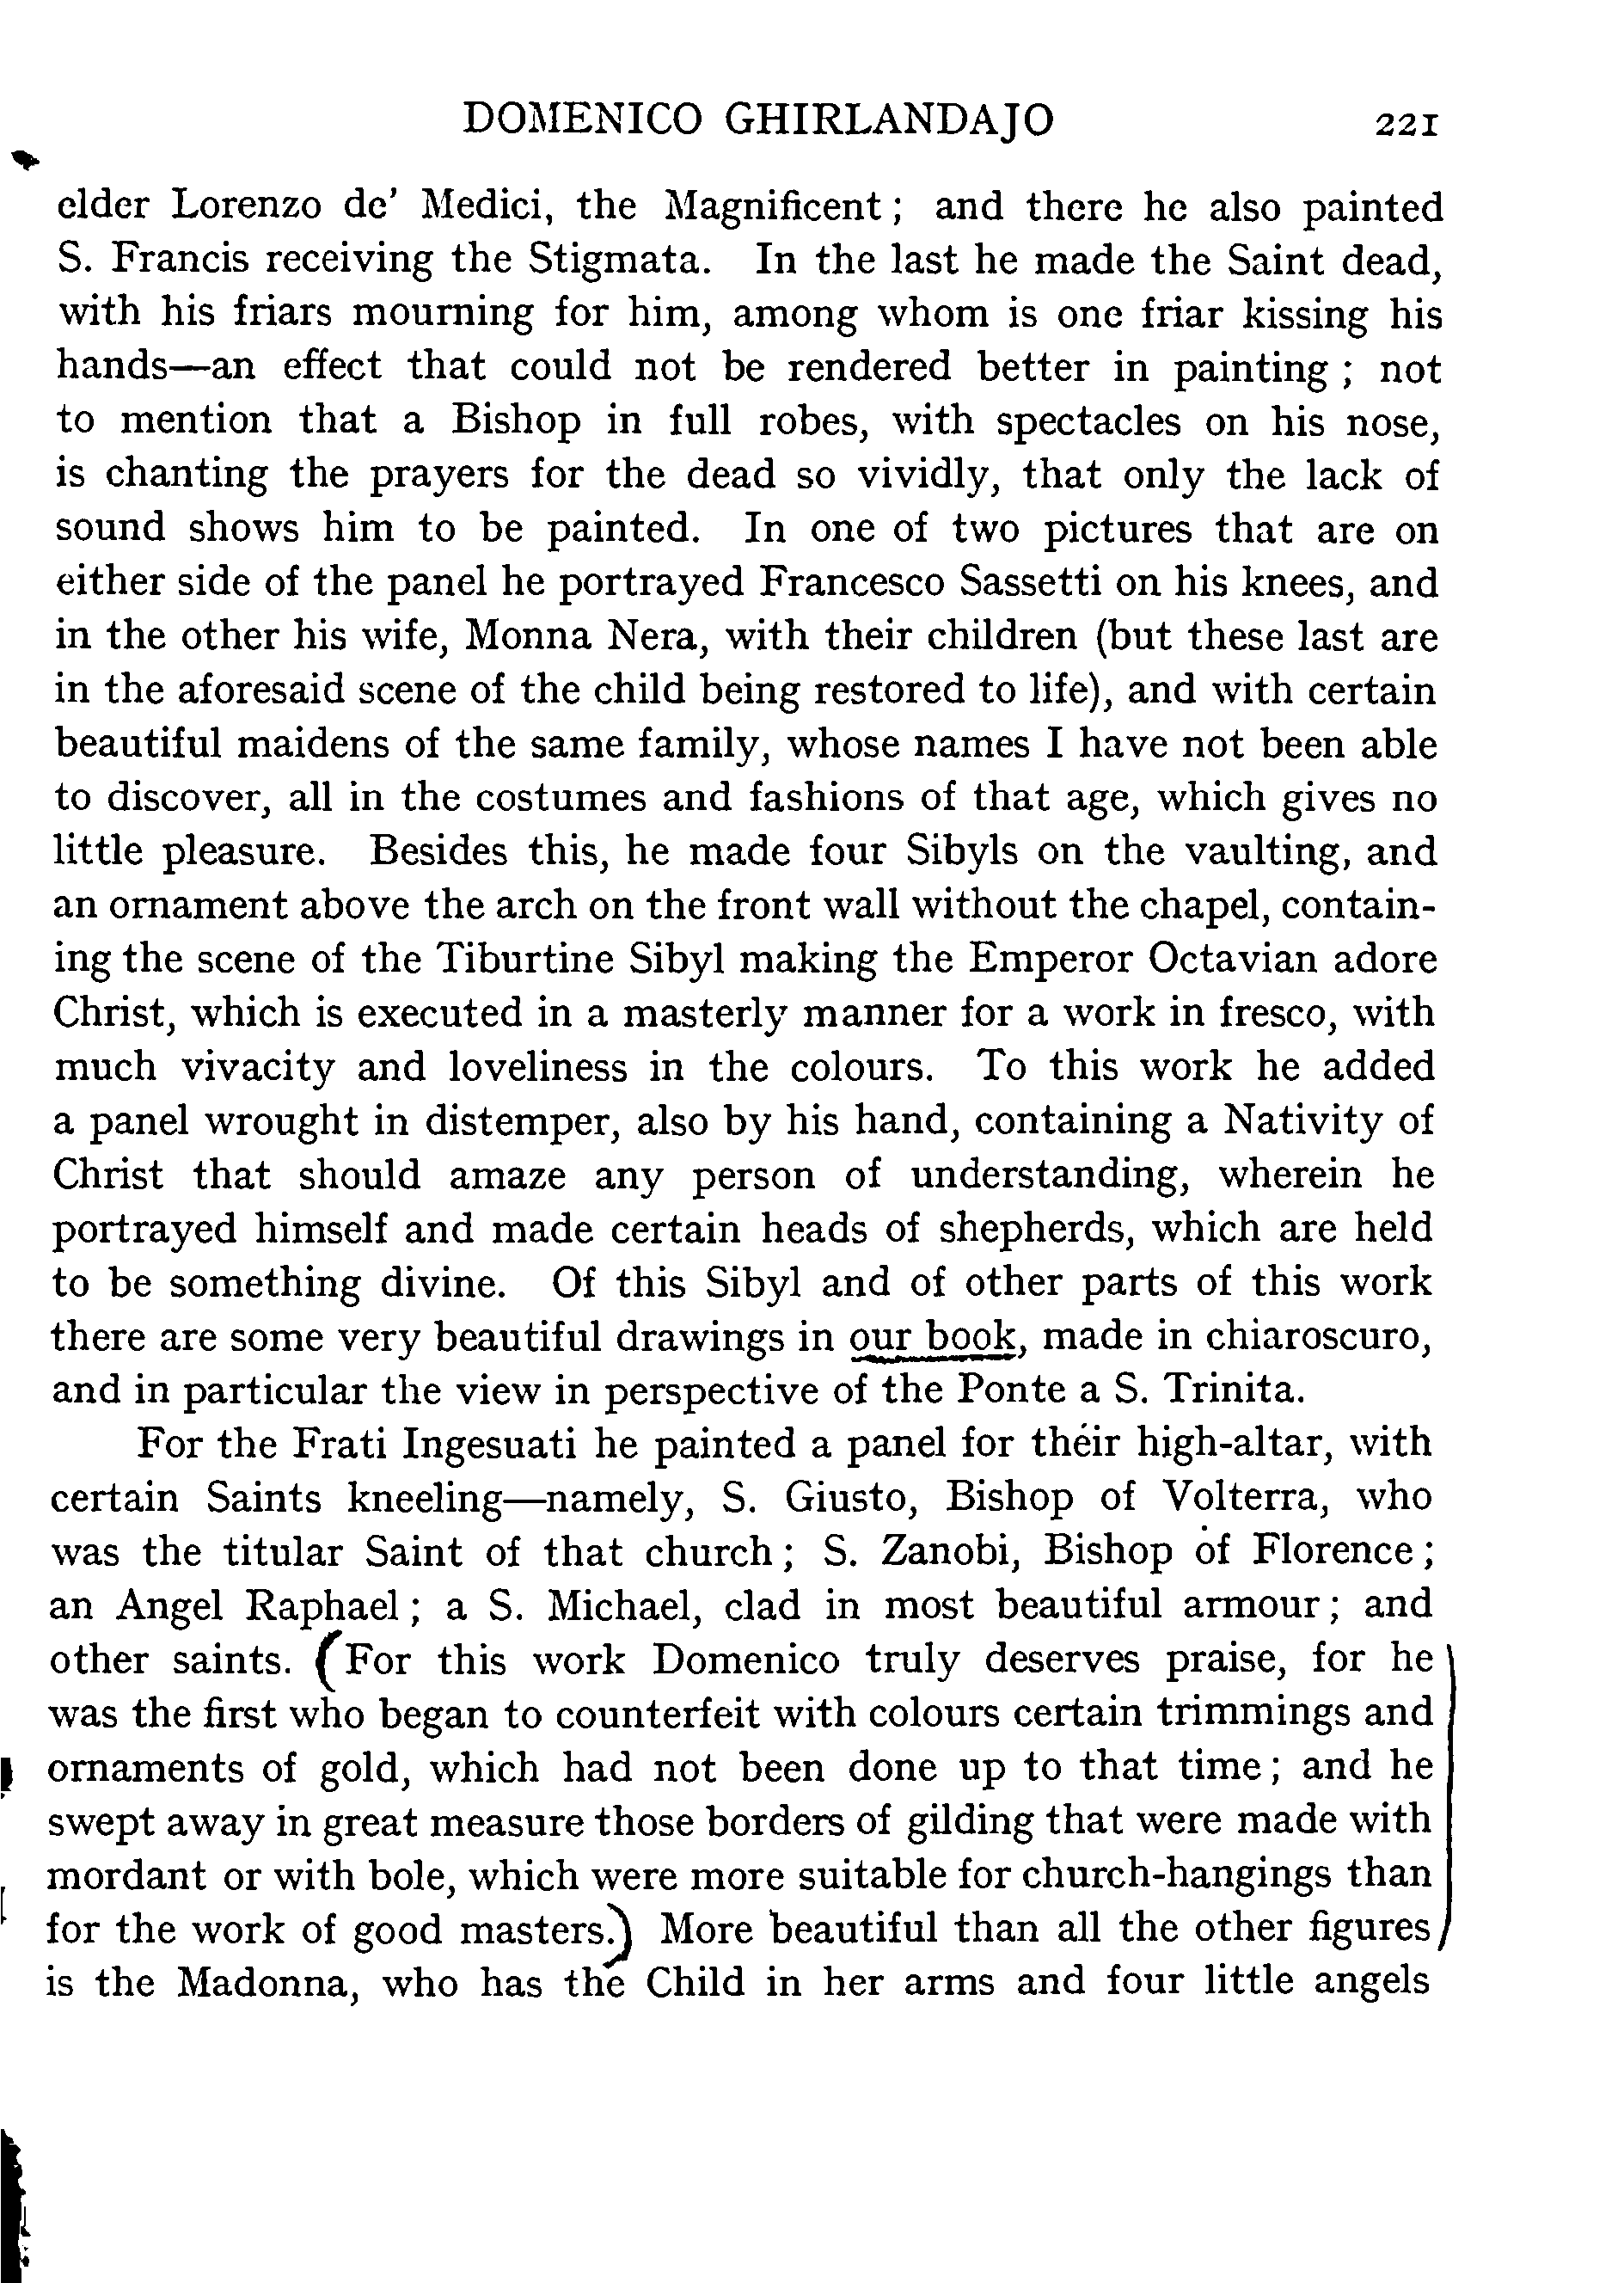 DOMENICO GHIRLANDAJO 221
elder Lorenzo de' Medici, the Magnificent; and there he also painted
S. Francis receiving the Stigmata. In the last he made the Saint dead,
with his friars mourning for him, among whom is one friar kissing his
hands—an effect that could not be rendered better in painting; not
to mention that a Bishop in full robes, with spectacles on his nose,
is chanting the prayers for the dead so vividly, that only the lack of
sound shows him to be painted. In one of two pictures that are on
either side of the panel he portrayed Francesco Sassetti on his knees, and
in the other his wife, Monna Nera, with their children (but these last are
in the aforesaid scene of the child being restored to life), and with certain
beautiful maidens of the same family, whose names I have not been able
to discover, all in the costumes and fashions of that age, which gives no
little pleasure. Besides this, he made four Sibyls on the vaulting, and
an ornament above the arch on the front wall without the chapel, contain-
ing the scene of the Tiburtine Sibyl making the Emperor Octavian adore
Christ, which is executed in a masterly manner for a work in fresco, with
much vivacity and loveliness in the colours. To this work he added
a panel wrought in distemper, also by his hand, containing a Nativity of
Christ that should amaze any person of understanding, wherein he
portrayed himself and made certain heads of shepherds, which are held
to be something divine. Of this Sibyl and of other parts of this work
there are some very beautiful drawings in our book, made in chiaroscuro,
and in particular the view in perspective of the Ponte a S. Trinita.
For the Frati Ingesuati he painted a panel for their high-altar, with
certain Saints kneeling—namely, S. Giusto, Bishop of Volterra, who
was the titular Saint of that church; S. Zanobi, Bishop of Florence;
an Angel Raphael; a S. Michael, clad in most beautiful armour; and
other saints. (For this work Domenico truly deserves praise, for he
was the first who began to counterfeit with colours certain trimmings and
ornaments of gold, which had not been done up to that time; and he
swept away in great measure those borders of gilding that were made with
mordant or with bole, which were more suitable for church-hangings than
for the work of good masters.) More beautiful than all the other figures
is the Madonna, who has the Child in her arms and four little angels